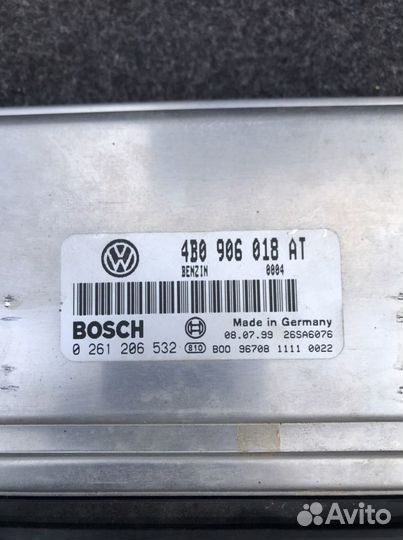 4B0 906 018 AT
BENZIN 0004
BOSCH Made in Germany
08.07.99 26SA6076
0 261 206 532 810 B00 96708 1111 0022
Avito